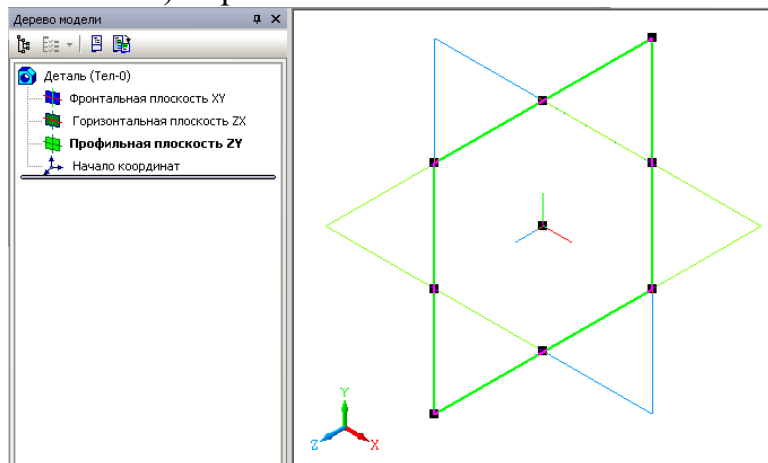 Дерево модели
Деталь (Тел-0)
Фронтальная плоскость XY
Горизонтальная плоскость ZX
Профильная плоскость ZY
Начало координат
Y
Z
X